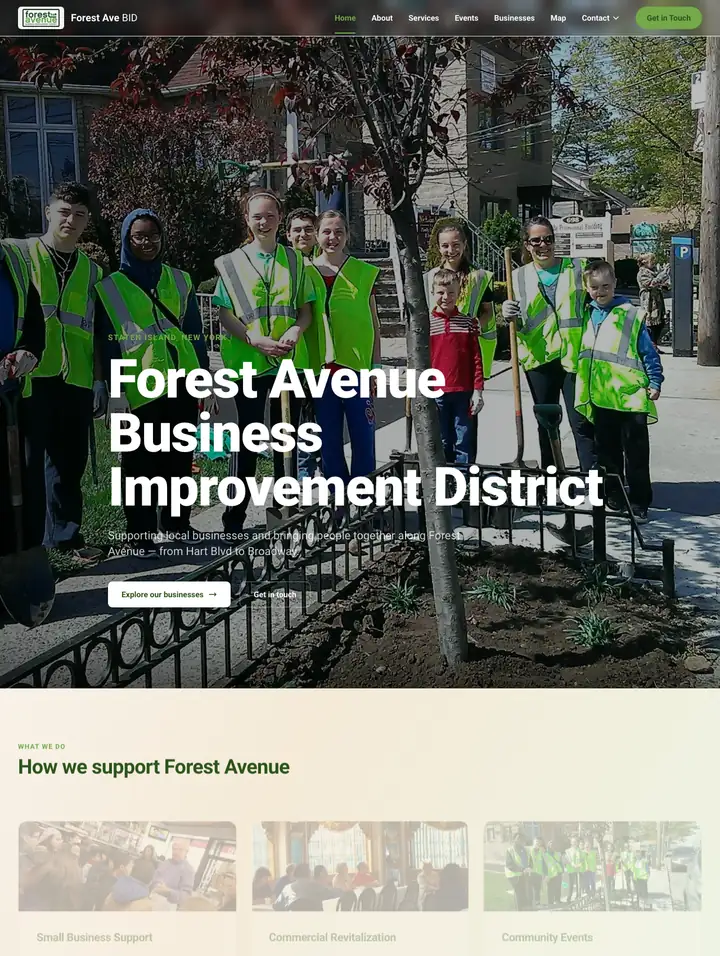 forest
avenue
Forest Ave BID
Home
About
Services
Events
Businesses
Map
Contact
Get in Touch
P
STATEN ISLAND, NEW YORK
Forest Avenue
Business
Improvement District
Supporting local businesses and bringing people together along Forest
Avenue — from Hart Blvd to Broadway.
Explore our businesses →
Get in touch
WHAT WE DO
How we support Forest Avenue
Small Business Support
Commercial Revitalization
Community Events